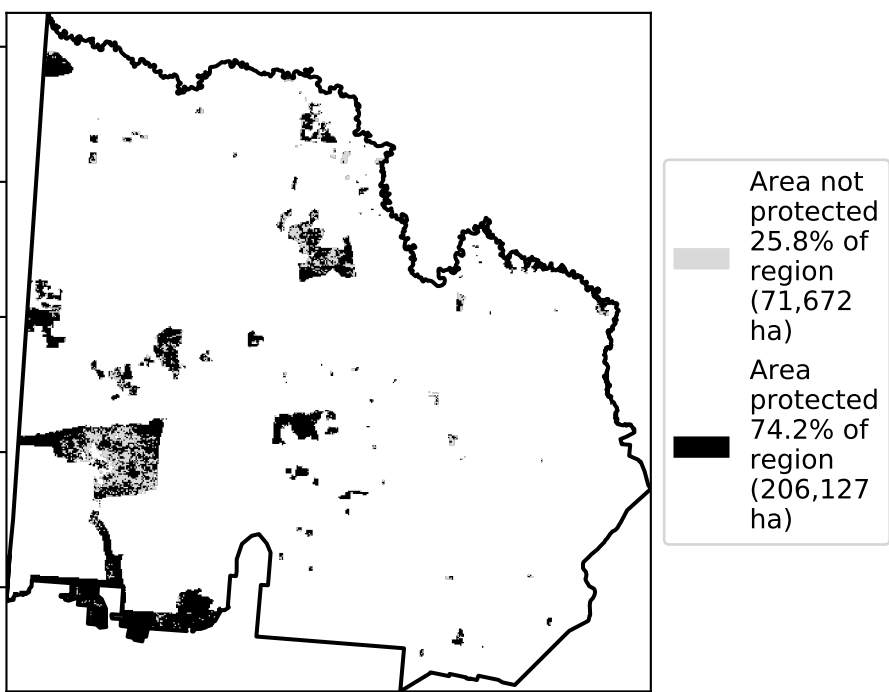 Area not
protected
25.8% of
region
(71,672
ha)
Area
protected
74.2% of
region
(206,127
ha)